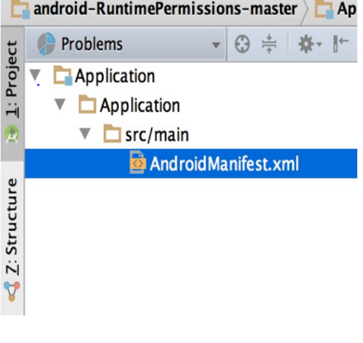 android-RuntimePermissions-master Ap
Problems
1: Project
Application
Application
src/main
AndroidManifest.xml
Z: Structure